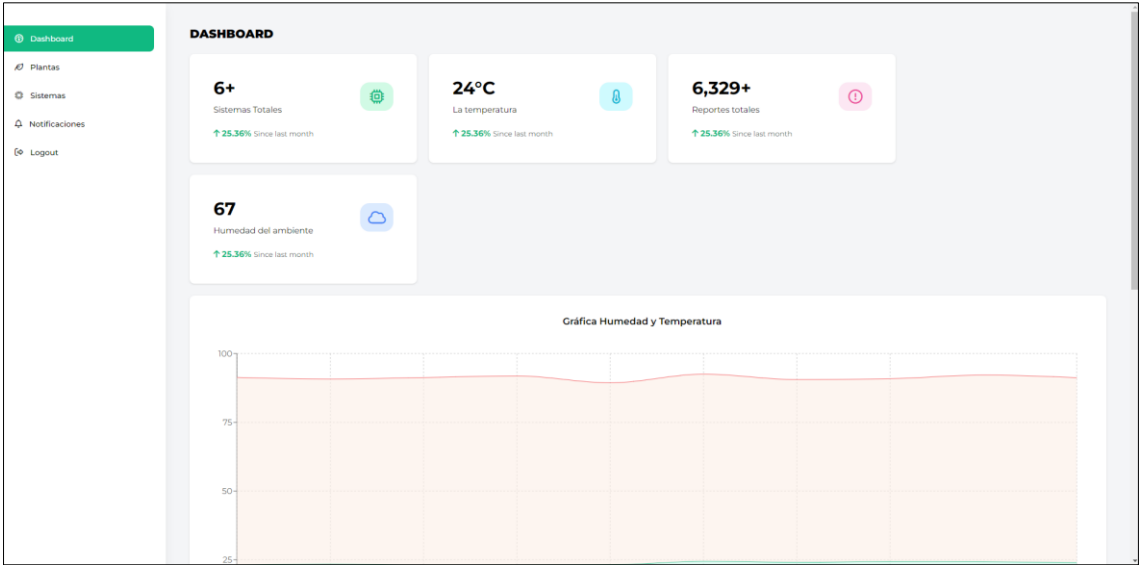 Dashboard
Plantas
Sistemas
Notificaciones
Logout
DASHBOARD
6+
Sistemas Totales
↑ 25.36% Since last month
24°C
La temperatura
↑ 25.36% Since last month
6,329+
Reportes totales
↑ 25.36% Since last month
67
Humedad del ambiente
↑ 25.36% Since last month
Gráfica Humedad y Temperatura
100
75
50
25